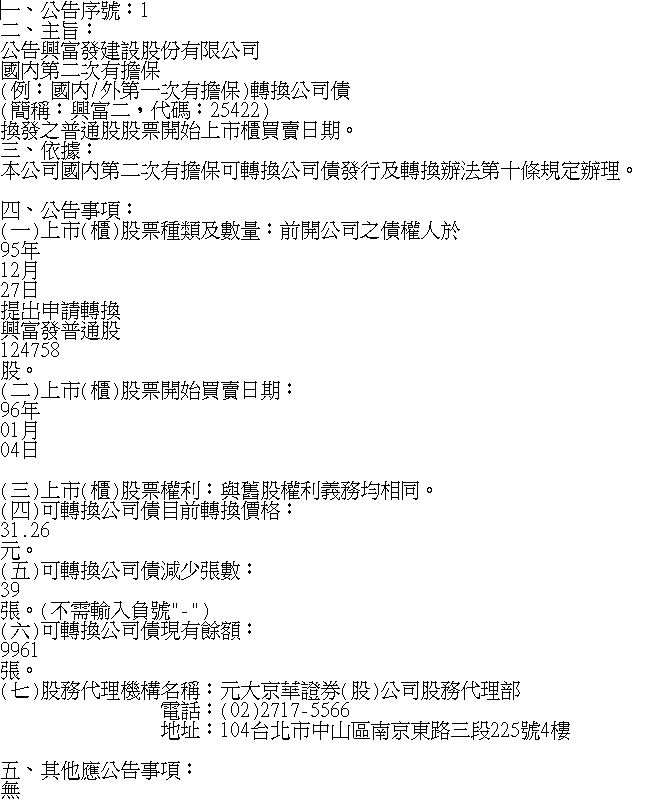 一、公告序號：1
二、主旨：
公告興富發建設股份有限公司
國內第二次有擔保
(例：國內/外第一次有擔保)轉換公司債
(簡稱：興富二，代碼：25422)
換發之普通股股票開始上市櫃買賣日期。
三、依據：
本公司國內第二次有擔保可轉換公司債發行及轉換辦法第十條規定辦理。
四、公告事項：
(一)上市(櫃)股票種類及數量：前開公司之債權人於
95年
12月
27日
提出申請轉換
興富發普通股
124758
股。
(二)上市(櫃)股票開始買賣日期：
96年
01月
04日
(三)上市(櫃)股票權利：與舊股權利義務均相同。
(四)可轉換公司債目前轉換價格：
31.26
元。
(五)可轉換公司債減少張數：
39
張。(不需輸入負號"-")
(六)可轉換公司債現有餘額：
9961
張。
(七)股務代理機構名稱：元大京華證券(股)公司股務代理部
電話：(02)2717-5566
地址：104台北市中山區南京東路三段225號4樓
五、其他應公告事項：
無